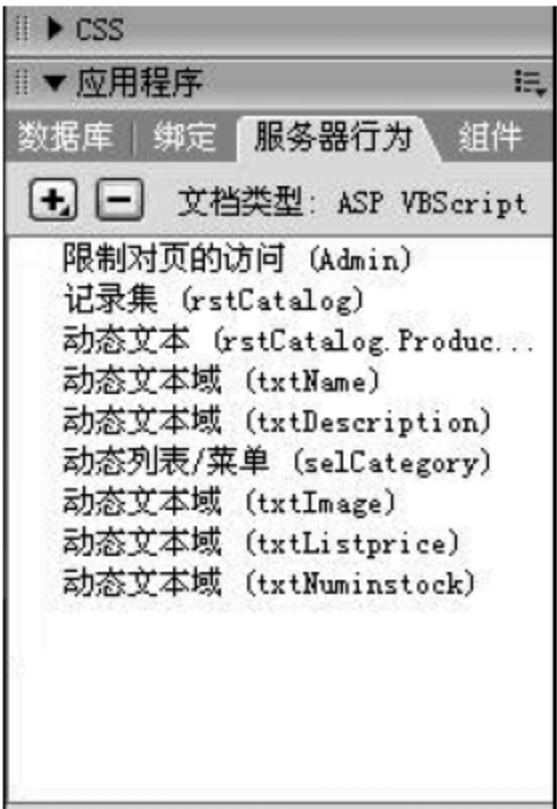 CSS
应用程序
数据库 绑定 服务器行为 组件
文档类型: ASP VBScript
限制对页的访问 (Admin)
记录集 (rstCatalog)
动态文本 (rstCatalog.Produc...
动态文本域 (txtName)
动态文本域 (txtDescription)
动态列表/菜单 (selCategory)
动态文本域 (txtImage)
动态文本域 (txtListprice)
动态文本域 (txtNuminstock)